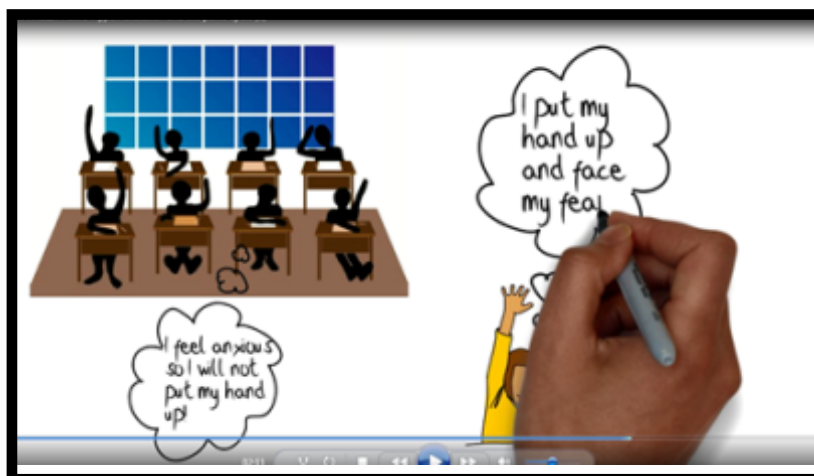 I put my
hand up
and face
my fea
I feel anxious
so I will not
put my hand
up!